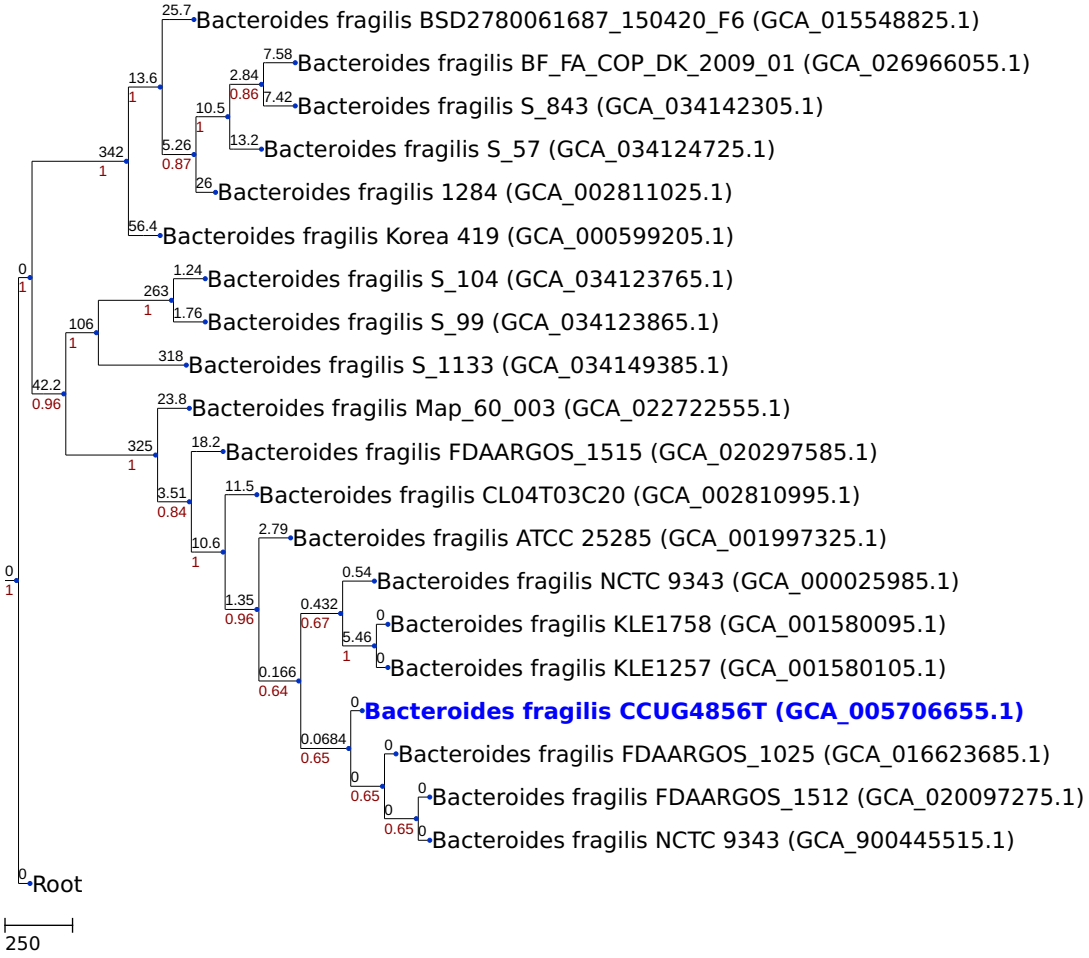 25.7
Bacteroides fragilis BSD2780061687_150420_F6 (GCA_015548825.1)
7.58
Bacteroides fragilis BF_FA_COP_DK_2009_01 (GCA_026966055.1)
2.84
0.86
13.6
1
7.42
Bacteroides fragilis S_843 (GCA_034142305.1)
10.5
1
13.2
Bacteroides fragilis S_57 (GCA_034124725.1)
5.26
0.87
342
1
26
Bacteroides fragilis 1284 (GCA_002811025.1)
56.4
Bacteroides fragilis Korea 419 (GCA_000599205.1)
0
1
1.24
Bacteroides fragilis S_104 (GCA_034123765.1)
263
1
1.76
Bacteroides fragilis S_99 (GCA_034123865.1)
106
1
318
Bacteroides fragilis S_1133 (GCA_034149385.1)
42.2
0.96
23.8
Bacteroides fragilis Map_60_003 (GCA_022722555.1)
325
1
18.2
Bacteroides fragilis FDAARGOS_1515 (GCA_020297585.1)
3.51
0.84
11.5
Bacteroides fragilis CL04T03C20 (GCA_002810995.1)
10.6
1
2.79
Bacteroides fragilis ATCC 25285 (GCA_001997325.1)
0
1
0.54
Bacteroides fragilis NCTC 9343 (GCA_000025985.1)
1.35
0.96
0.432
0.67
0
Bacteroides fragilis KLE1758 (GCA_001580095.1)
5.46
1
0
Bacteroides fragilis KLE1257 (GCA_001580105.1)
0.166
0.64
0
Bacteroides fragilis CCUG4856T (GCA_005706655.1)
0.0684
0.65
0
Bacteroides fragilis FDAARGOS_1025 (GCA_016623685.1)
0
0.65
0
Bacteroides fragilis FDAARGOS_1512 (GCA_020097275.1)
0
0.65
0
Bacteroides fragilis NCTC 9343 (GCA_900445515.1)
0
Root
250